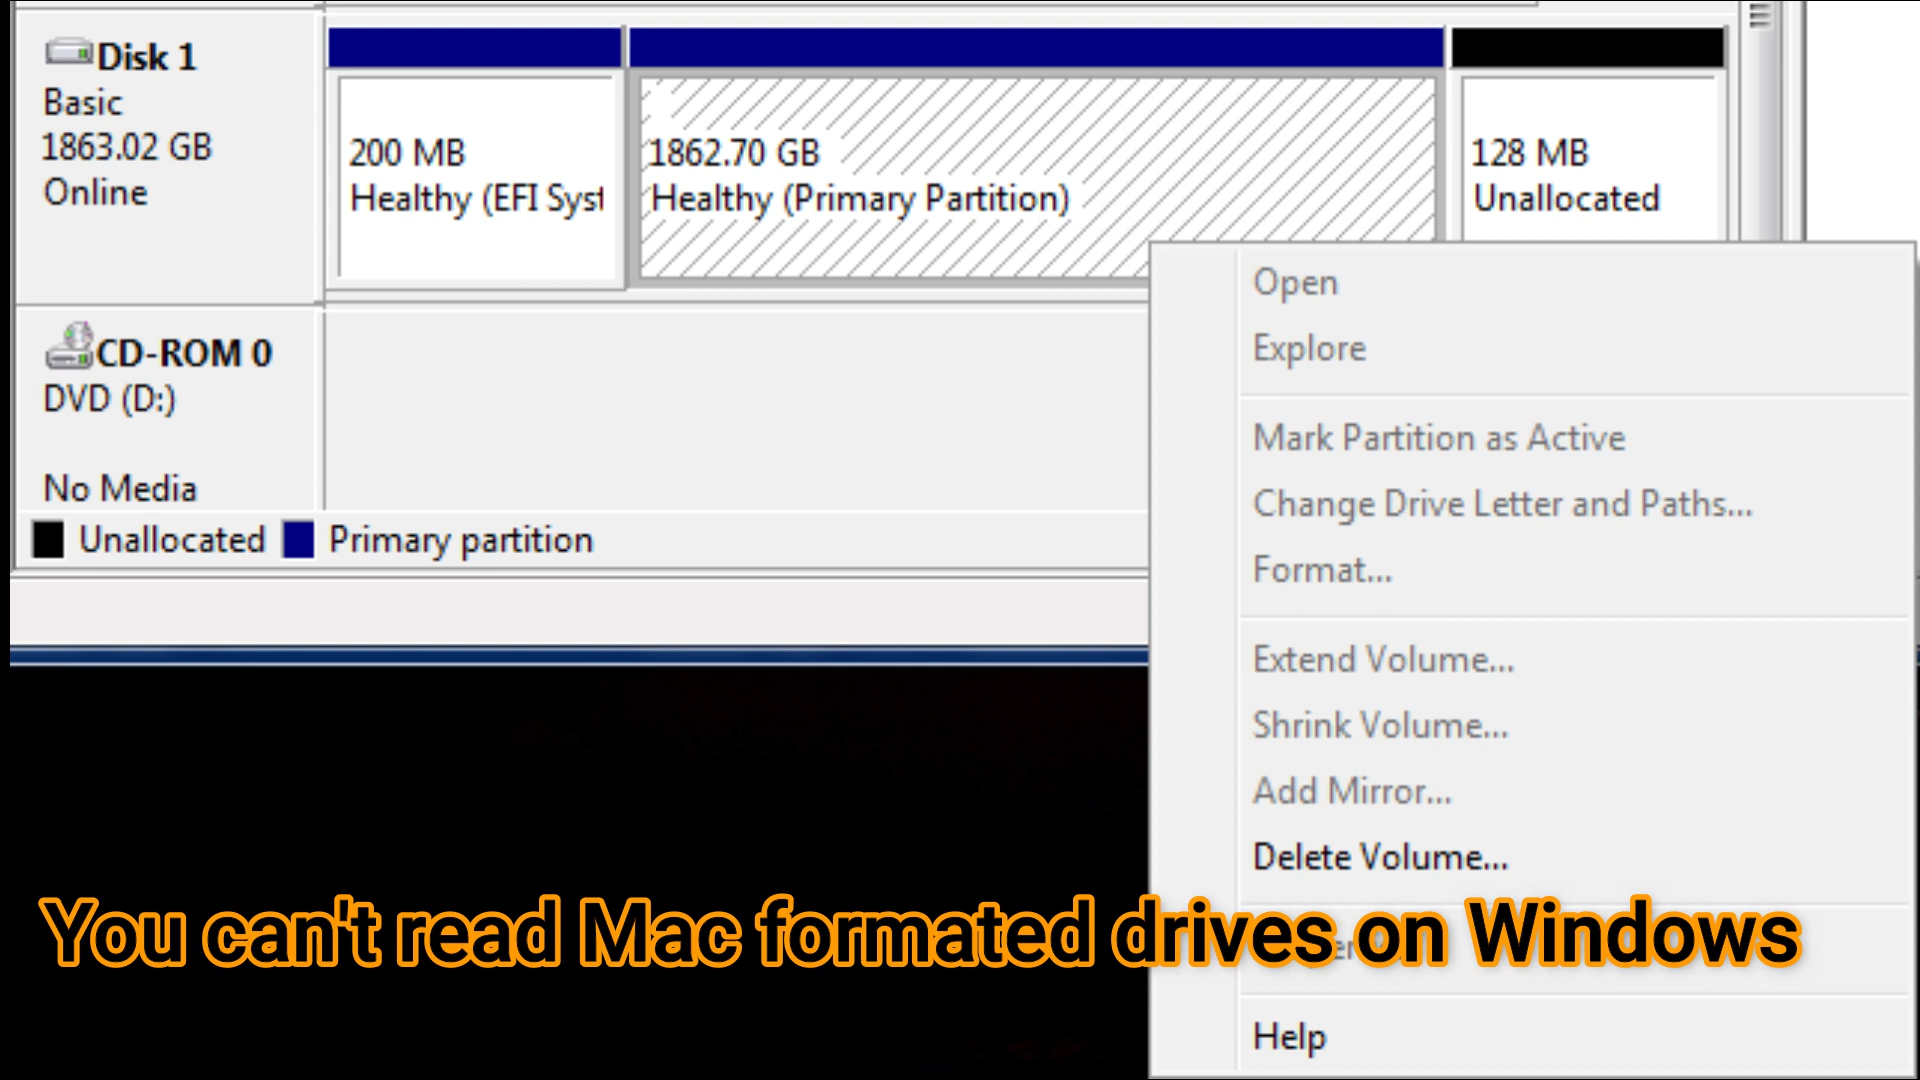 Disk 1
Basic
1863.02 GB
Online
200 MB
Healthy (EFI Syst
1862.70 GB
Healthy (Primary Partition)
128 MB
Unallocated
CD-ROM 0
DVD (D:)
No Media
Unallocated
Primary partition
Open
Explore
Mark Partition as Active
Change Drive Letter and Paths...
Format...
Extend Volume...
Shrink Volume...
Add Mirror...
Delete Volume...
You can't read Mac formated drives on Windows
Help